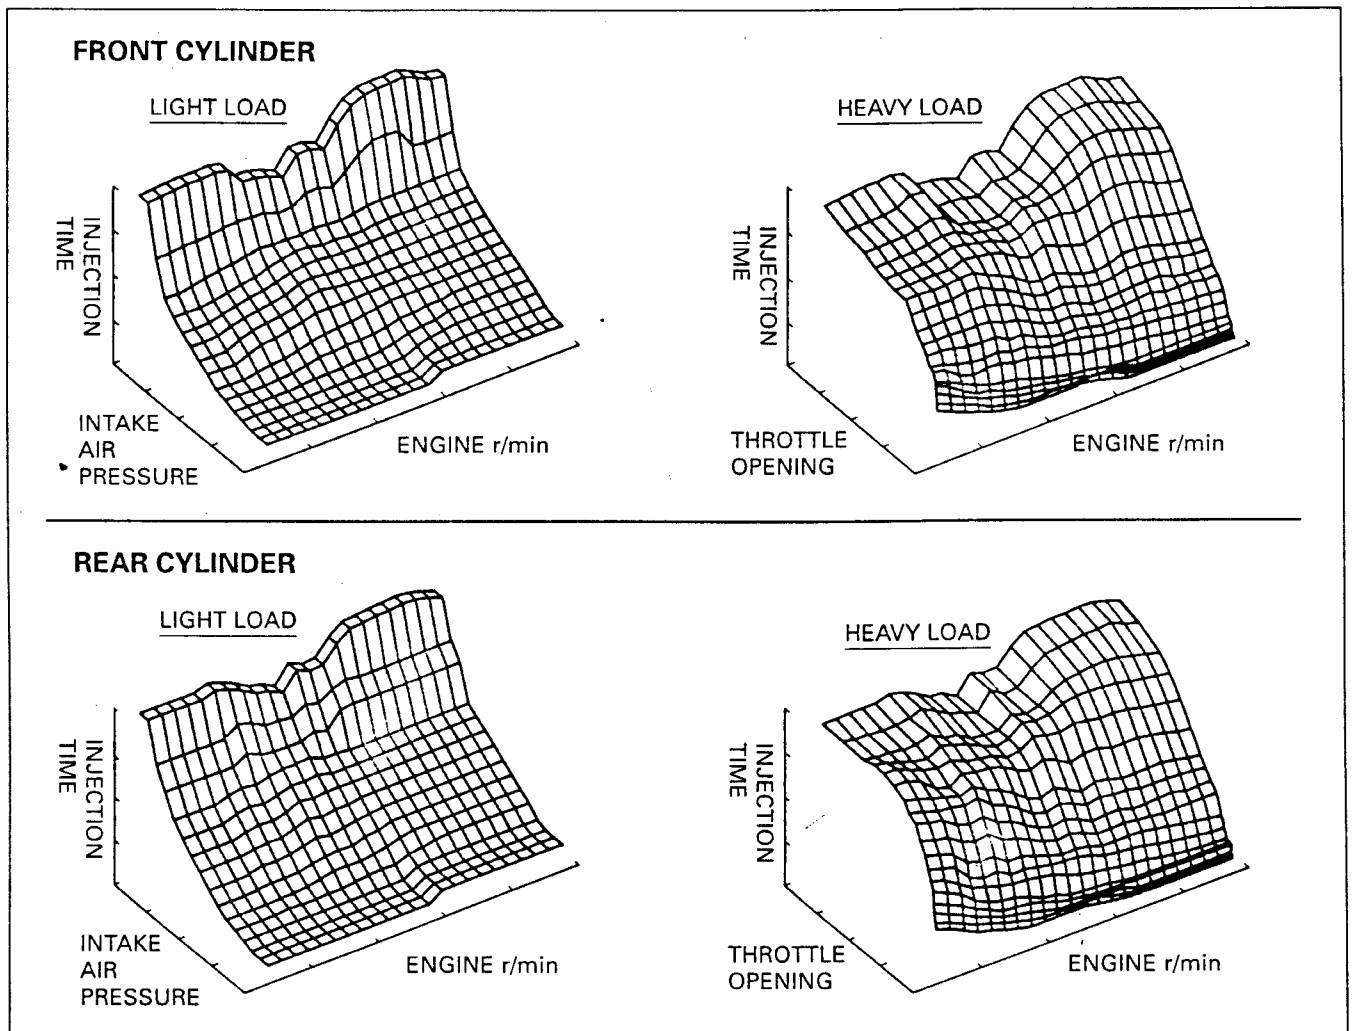 FRONT CYLINDER
LIGHT LOAD
INJECTION
TIME
INTAKE
AIR
PRESSURE
ENGINE r/min
HEAVY LOAD
INJECTION
TIME
THROTTLE
OPENING
ENGINE r/min
REAR CYLINDER
LIGHT LOAD
INJECTION
TIME
INTAKE
AIR
PRESSURE
ENGINE r/min
HEAVY LOAD
INJECTION
TIME
THROTTLE
OPENING
ENGINE r/min